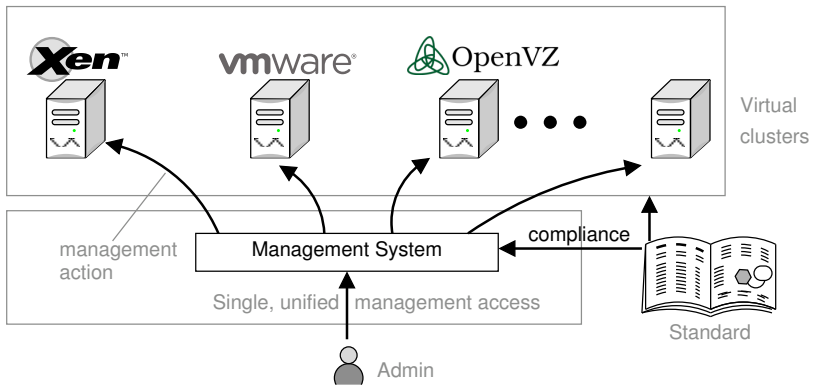 Xen™
vmware®
OpenVZ
Virtual
clusters
management
action
Management System
compliance
Single, unified management access
Standard
Admin